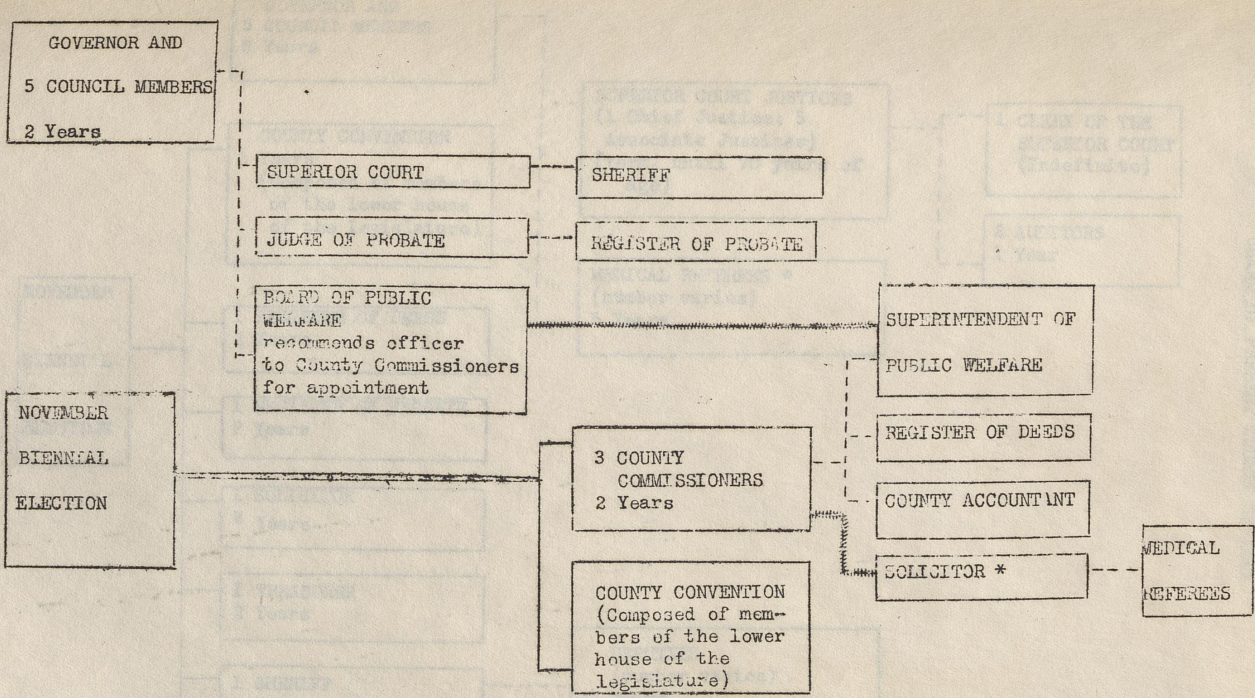 GOVERNOR AND
5 COUNCIL MEMBERS
2 Years
SUPERIOR COURT
SHERIFF
JUDGE OF PROBATE
REGISTER OF PROBATE
BOARD OF PUBLIC
WELFARE
recommends officer
to County Commissioners
for appointment
SUPERINTENDENT OF
PUBLIC WELFARE
NOVEMBER
BIENNIAL
ELECTION
3 COUNTY
COMMISSIONERS
2 Years
REGISTER OF DEEDS
COUNTY ACCOUNTANT
SOLICITOR *
MEDICAL
REFEREES
COUNTY CONVENTION
(Composed of mem-
bers of the lower
house of the
legislature)